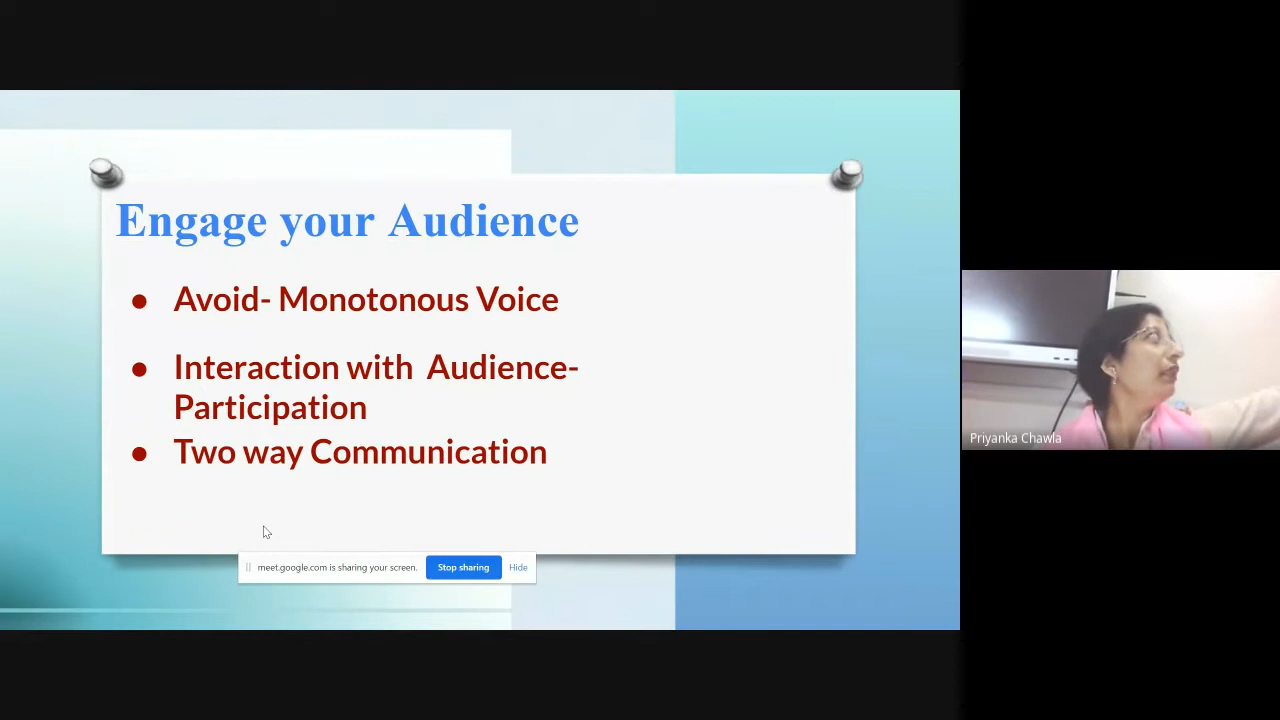 Engage your Audience
● Avoid- Monotonous Voice
● Interaction with Audience-
Participation
● Two way Communication
meet.google.com is sharing your screen. Stop sharing Hide
Priyanka Chawla